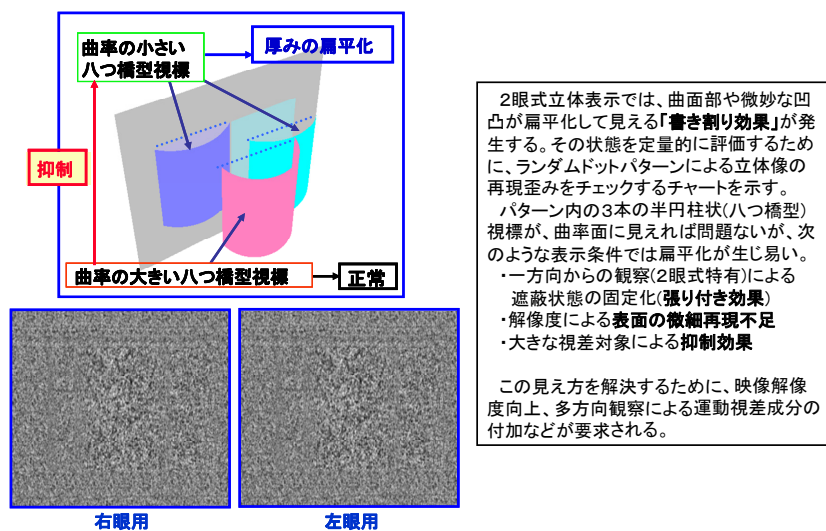 曲率の小さい
八つ橋型視標
厚みの扁平化
抑制
曲率の大きい八つ橋型視標
正常
右眼用
左眼用
２眼式立体表示では、曲面部や微妙な凹
凸が扁平化して見える「書き割り効果」が発
生する。その状態を定量的に評価するため
に、ランダムドットパターンによる立体像の
再現歪みをチェックするチャートを示す。
パターン内の３本の半円柱状(八つ橋型)
視標が、曲率面に見えれば問題ないが、次
のような表示条件では扁平化が生じ易い。
・一方向からの観察(２眼式特有)による
遮蔽状態の固定化(張り付き効果)
・解像度による表面の微細再現不足
・大きな視差対象による抑制効果
この見え方を解決するために、映像解像
度向上、多方向観察による運動視差成分の
付加などが要求される。